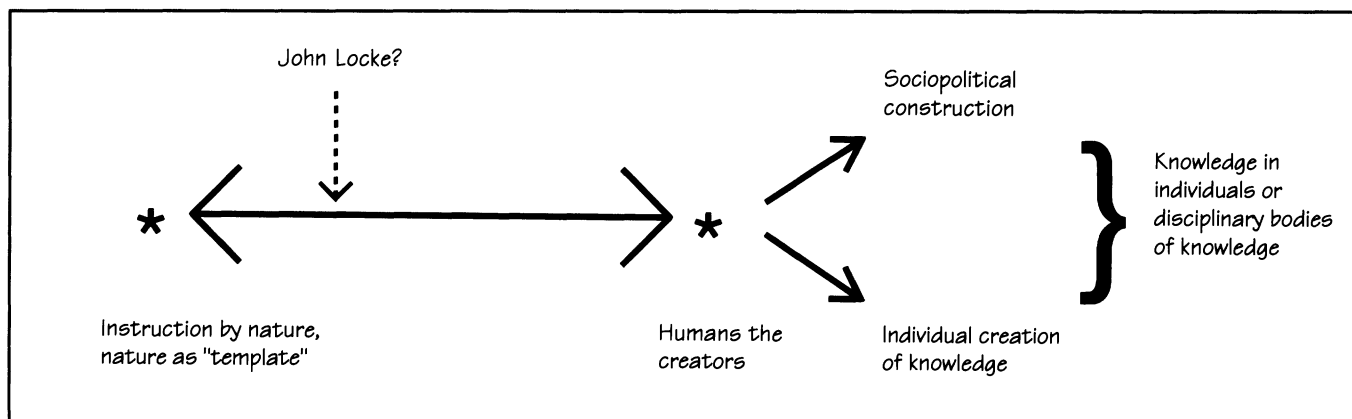 John Locke?
Sociopolitical
construction
Knowledge in
individuals or
disciplinary bodies
of knowledge
*
*
Instruction by nature,
nature as "template"
Humans the
creators
Individual creation
of knowledge